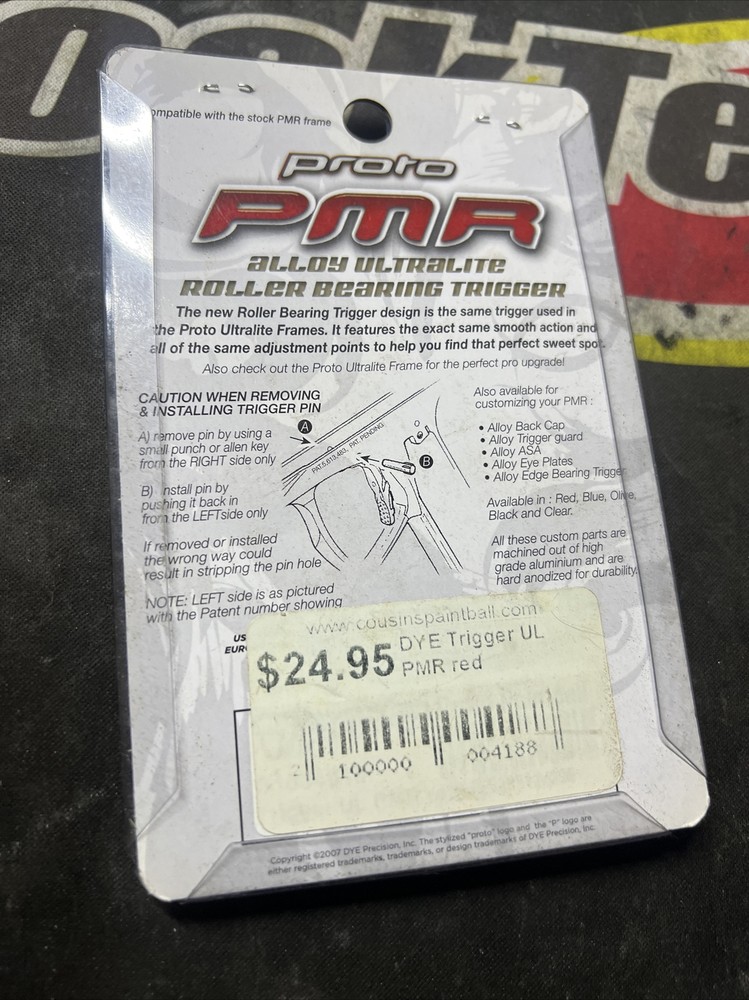 ompatible with the stock PMR frame
proto
PMR
ALLOY ULTRALITE
ROLLER BEARING TRIGGER
The new Roller Bearing Trigger design is the same trigger used in
the Proto Ultralite Frames. It features the exact same smooth action and
all of the same adjustment points to help you find that perfect sweet spot.
Also check out the Proto Ultralite Frame for the perfect pro upgrade!
CAUTION WHEN REMOVING
& INSTALLING TRIGGER PIN
A) remove pin by using a
small punch or allen key
from the RIGHT side only
B) Install pin by
pushing it back in
from the LEFTside only
If removed or installed
the wrong way could
result in stripping the pin hole
NOTE: LEFT side is as pictured
with the Patent number showing
A
PAT.5,613,483, PAT. PENDING.
B
Also available for
customizing your PMR :
• Alloy Back Cap
• Alloy Trigger guard
• Alloy ASA
• Alloy Eye Plates
• Alloy Edge Bearing Trigger
Available in : Red, Blue, Olive,
Black and Clear.
All these custom parts are
machined out of high
grade aluminium and are
hard anodized for durability.
US
EURO
www.cousinspaintball.com
$24.95 DYE Trigger UL
PMR red
2 100000 004188
Copyright ©2007 DYE Precision, Inc. The stylized "proto" logo and the "P" logo are
either registered trademarks, trademarks, or design trademarks of DYE Precision, Inc.